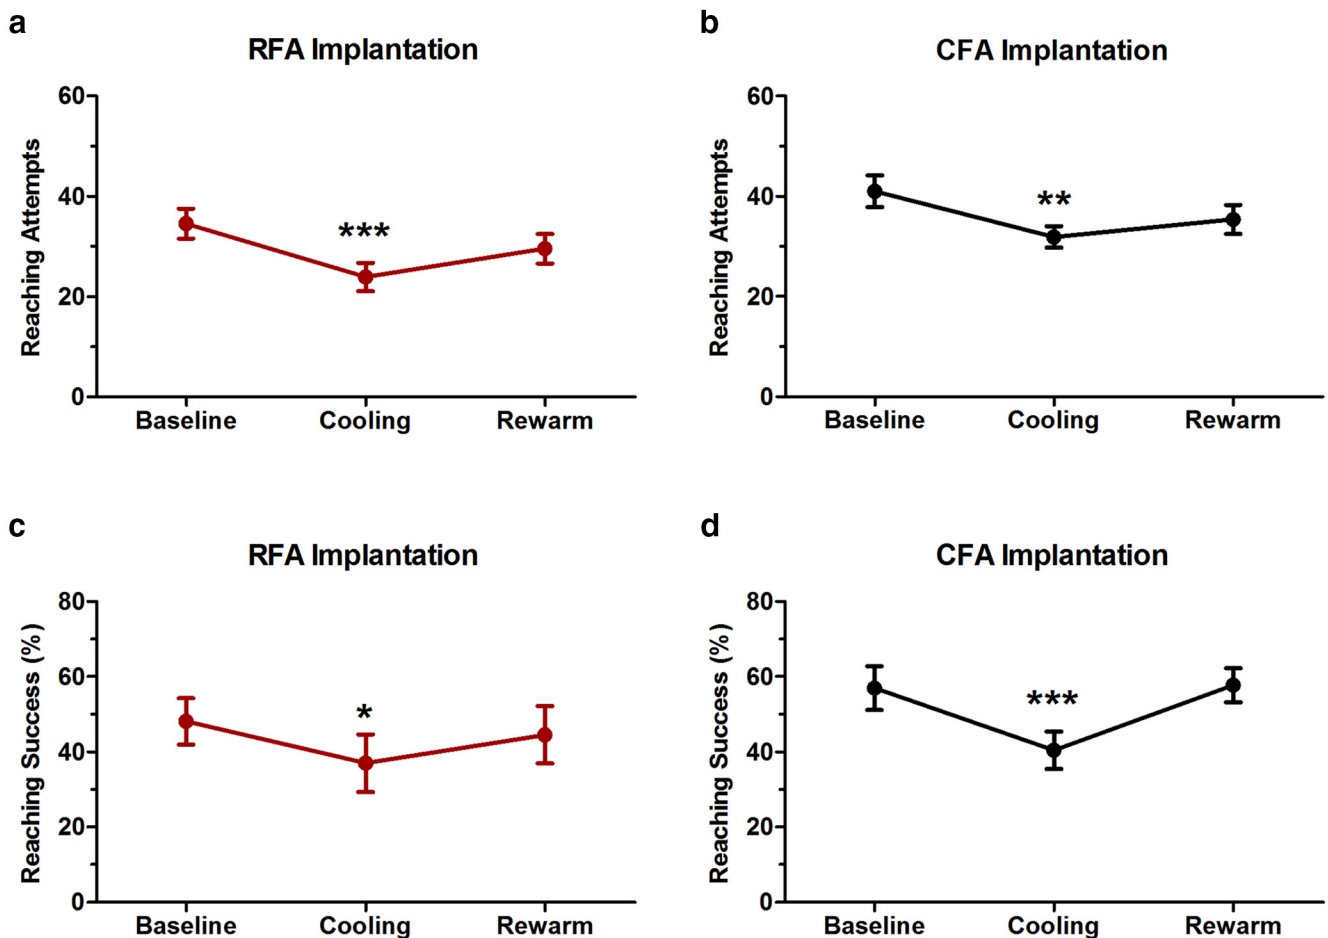 a
RFA Implantation
Reaching Attempts
60
40
20
0
***
Baseline Cooling Rewarm
b
CFA Implantation
Reaching Attempts
60
40
20
0
**
Baseline Cooling Rewarm
c
RFA Implantation
Reaching Success (%)
80
60
40
20
0
*
Baseline Cooling Rewarm
d
CFA Implantation
Reaching Success (%)
80
60
40
20
0
***
Baseline Cooling Rewarm